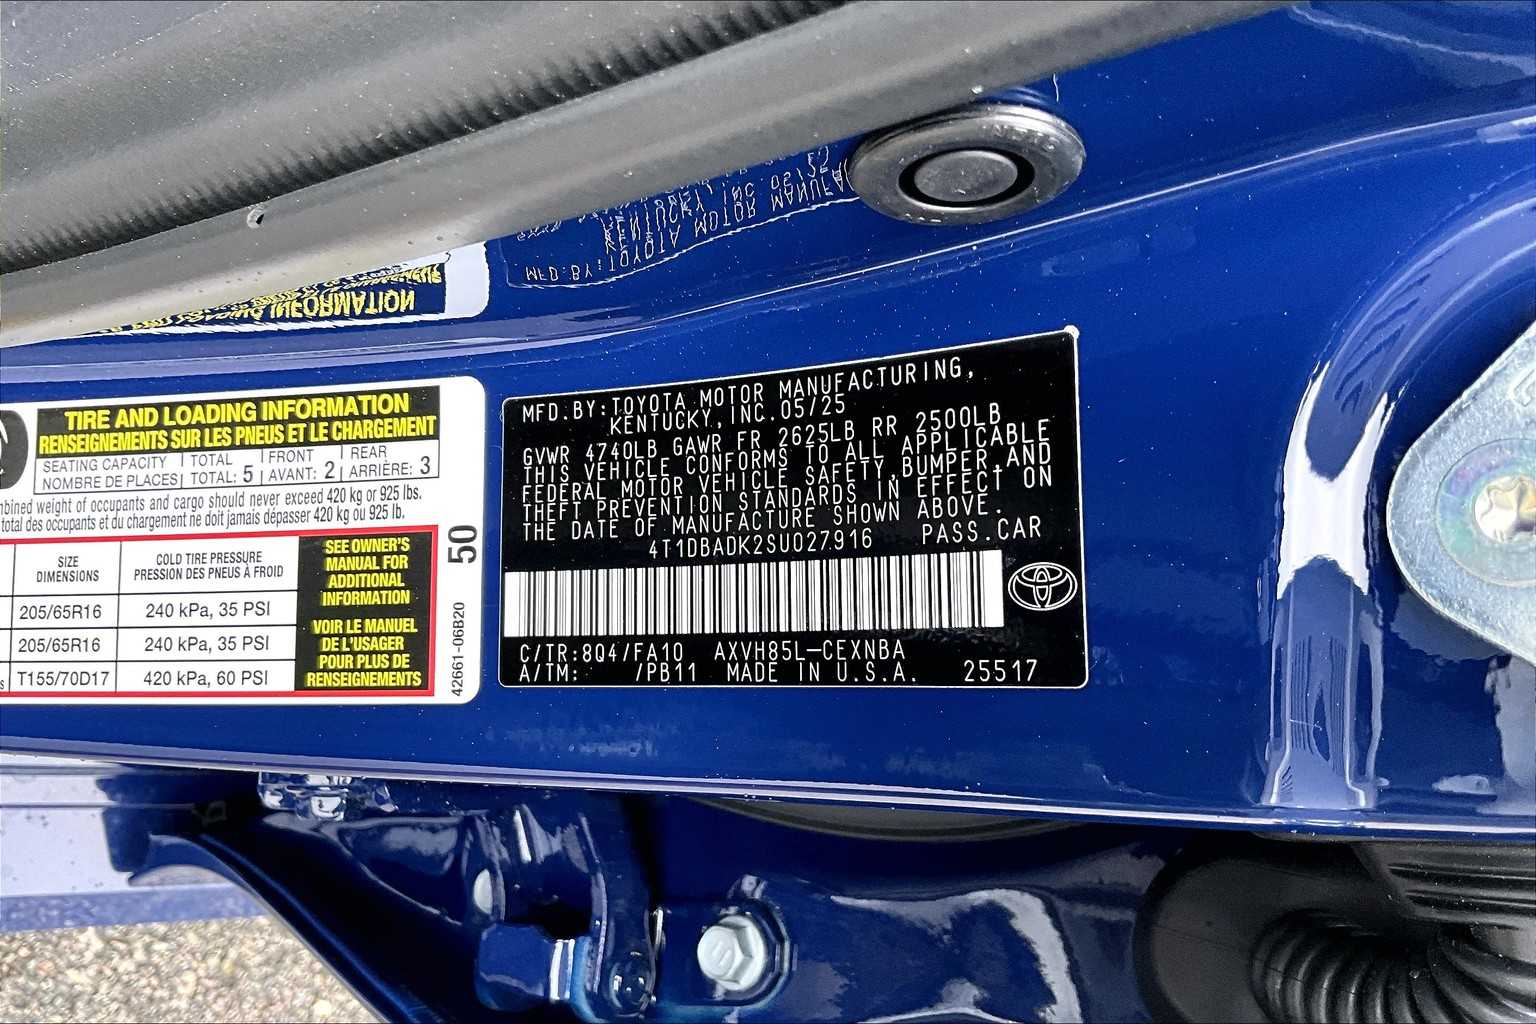 TIRE AND LOADING INFORMATION
RENSEIGNEMENTS SUR LES PNEUS ET LE CHARGEMENT
SEATING CAPACITY TOTAL FRONT REAR
NOMBRE DE PLACES TOTAL: 5 AVANT: 2 ARRIÈRE: 3
weight of occupants and cargo should never exceed 420 kg or 925 lbs.
total des occupants et du chargement ne doit jamais dépasser 420 kg ou 925 lb.
SIZE COLD TIRE PRESSURE
DIMENSIONS PRESSION DES PNEUS À FROID
205/65R16 240 kPa, 35 PSI
205/65R16 240 kPa, 35 PSI
T155/70D17 420 kPa, 60 PSI
SEE OWNER'S
MANUAL FOR
ADDITIONAL
INFORMATION
VOIR LE MANUEL
DE L'USAGER
POUR PLUS DE
RENSEIGNEMENTS
50
42661-06B20
MFD.BY:TOYOTA MOTOR MANUFACTURING,
KENTUCKY,INC.05/25
GVWR 4740LB GAWR FR 2625LB RR 2500LB
THIS VEHICLE CONFORMS TO ALL APPLICABLE
FEDERAL MOTOR VEHICLE SAFETY,BUMPER,AND
THEFT PREVENTION STANDARDS IN EFFECT ON
THE DATE OF MANUFACTURE SHOWN ABOVE.
4T1DBADK2SU027916 PASS.CAR
C/TR:8Q4/FA10 AXVH85L-CEXNBA
A/TM: /PB11 MADE IN U.S.A. 25517